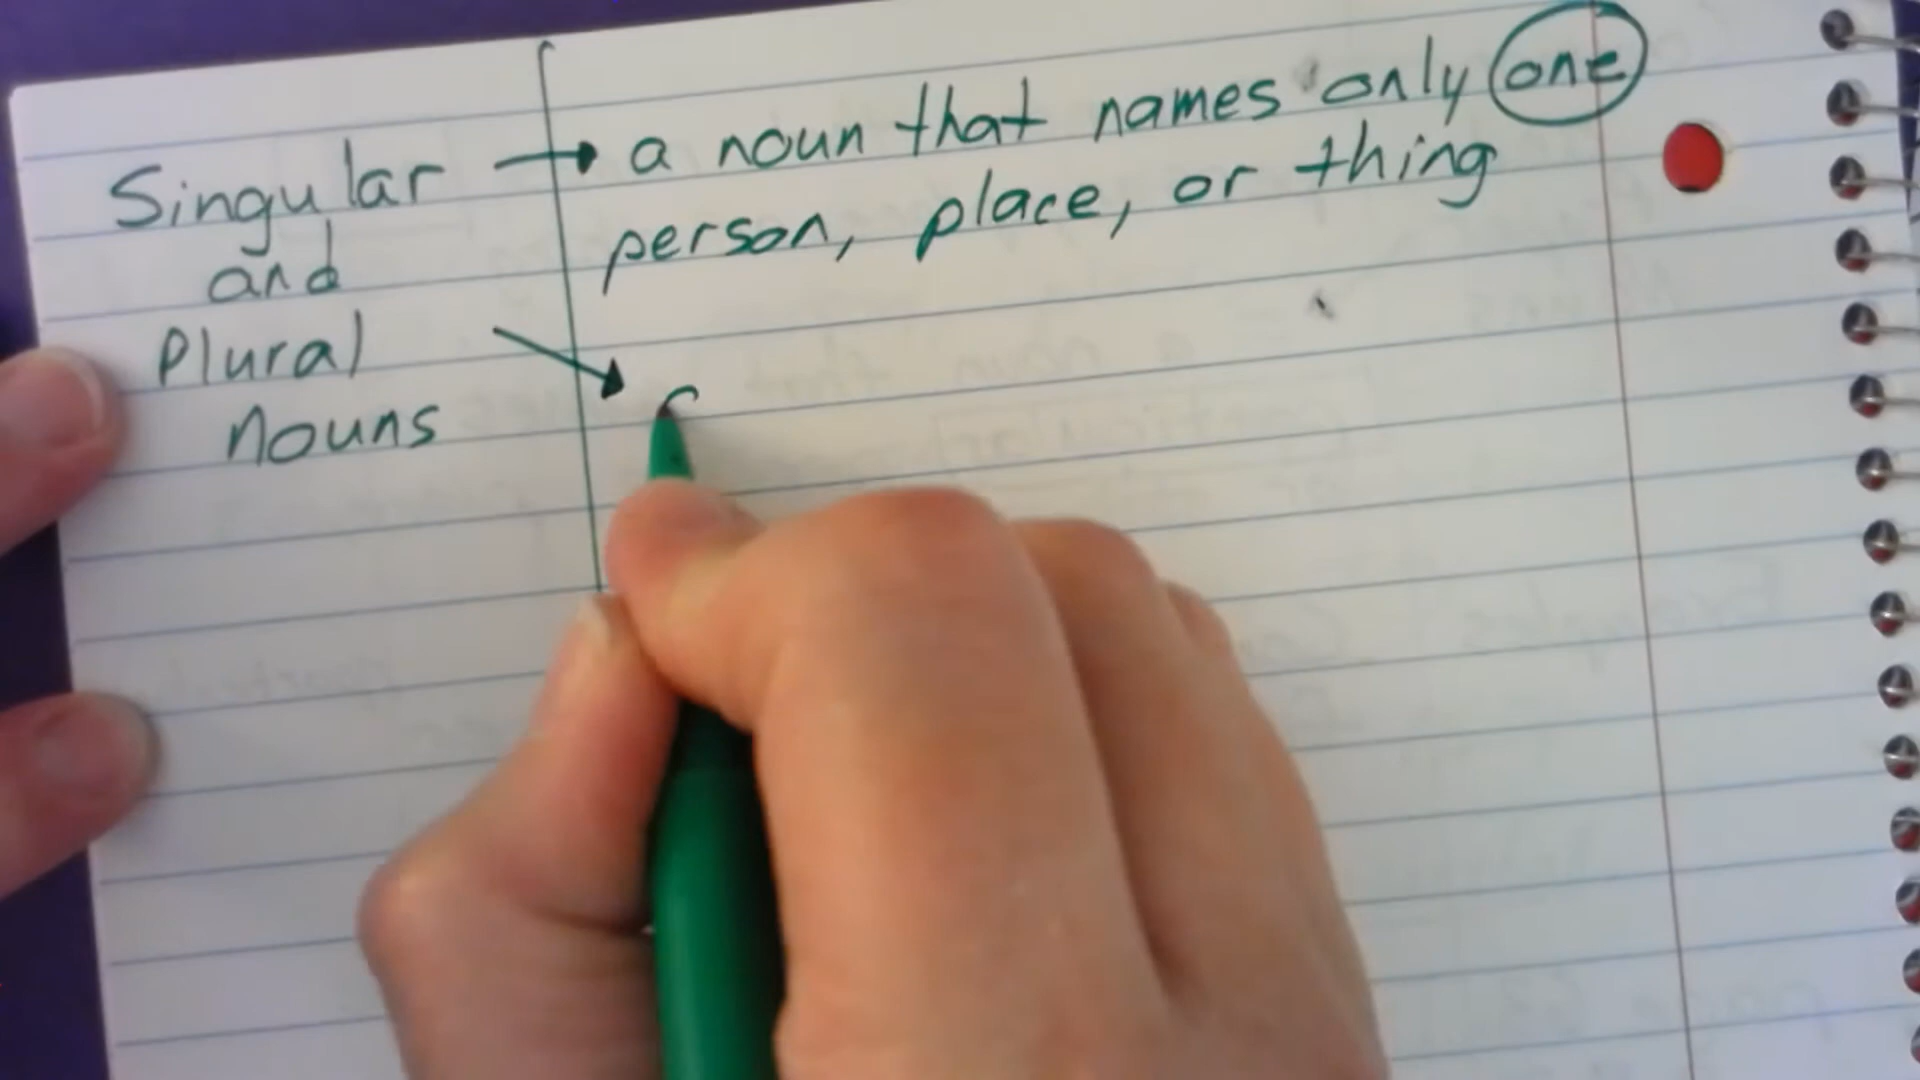 Singular → a noun that names only one
person, place, or thing
and
Plural →
nouns